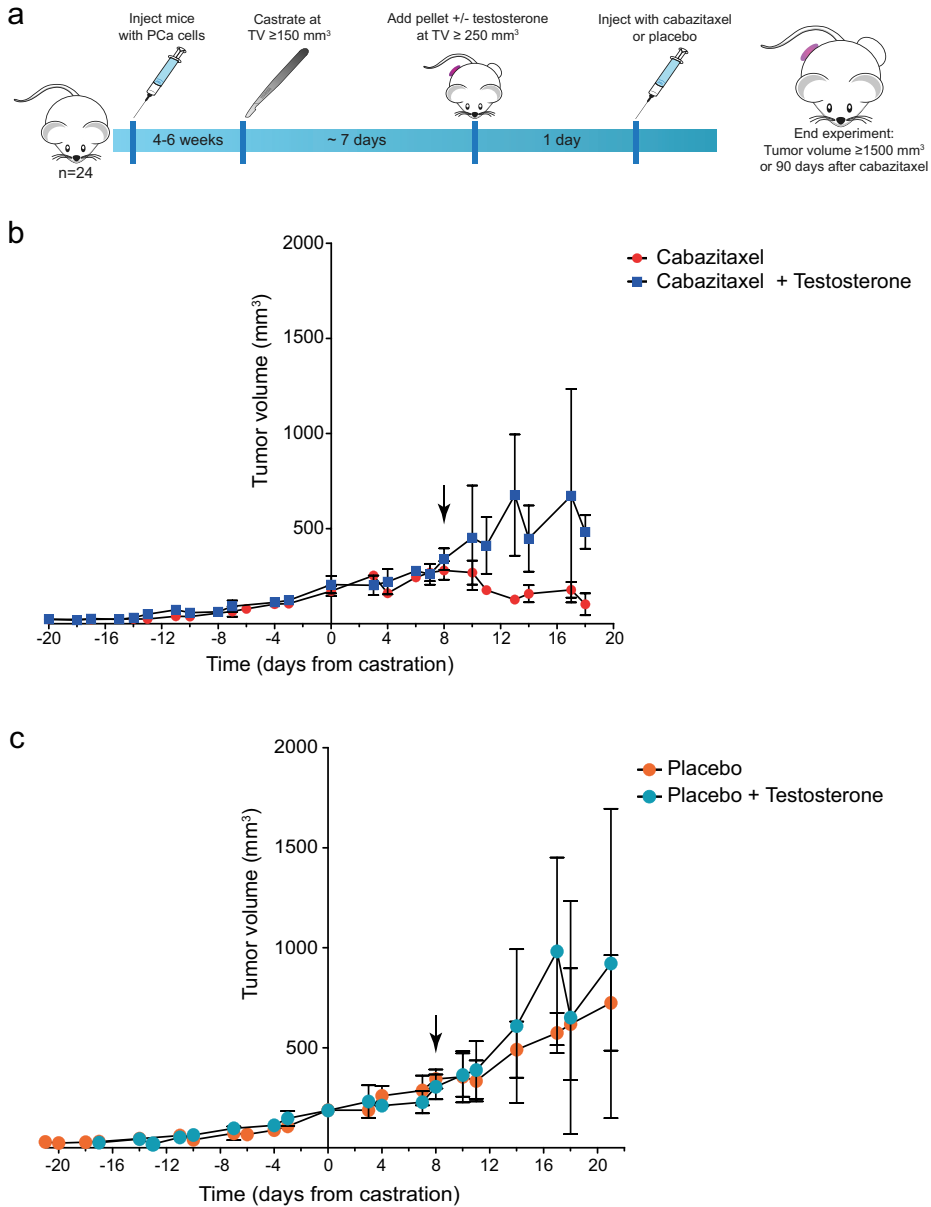 a
Inject mice
with PCa cells
Castrate at
TV ≥150 mm³
Add pellet +/- testosterone
at TV ≥ 250 mm³
Inject with cabazitaxel
or placebo
4-6 weeks
~ 7 days
1 day
n=24
End experiment:
Tumor volume ≥1500 mm³
or 90 days after cabazitaxel
b
Tumor volume (mm³)
2000
1500
1000
500
-20 -16 -12 -8 -4 0 4 8 12 16 20
Time (days from castration)
Cabazitaxel
Cabazitaxel + Testosterone
c
Tumor volume (mm³)
2000
1500
1000
500
-20 -16 -12 -8 -4 0 4 8 12 16 20
Time (days from castration)
Placebo
Placebo + Testosterone